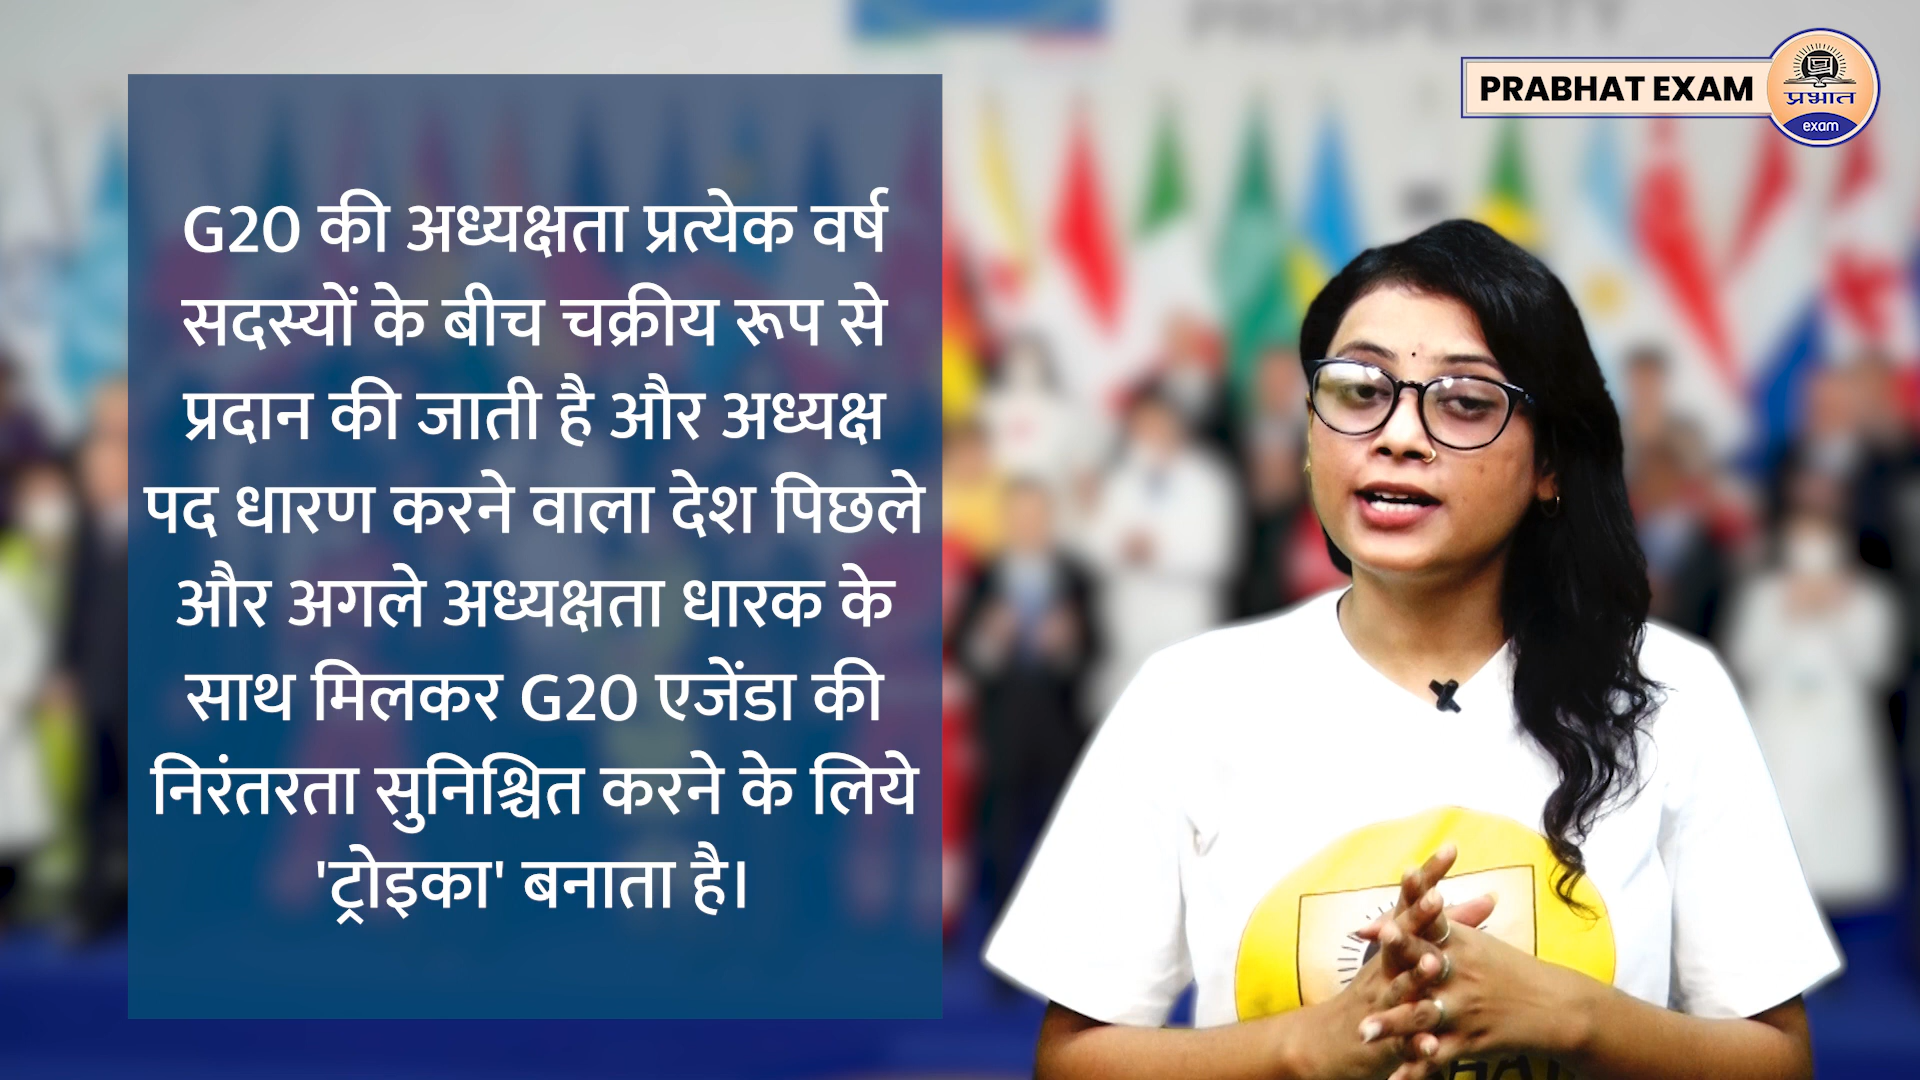 PROSPERITY
PRABHAT EXAM
प्रभात
exam
G20 की अध्यक्षता प्रत्येक वर्ष
सदस्यों के बीच चक्रीय रूप से
प्रदान की जाती है और अध्यक्ष
पद धारण करने वाला देश पिछले
और अगले अध्यक्षता धारक के
साथ मिलकर G20 एजेंडा की
निरंतरता सुनिश्चित करने के लिये
'ट्रोइका' बनाता है।